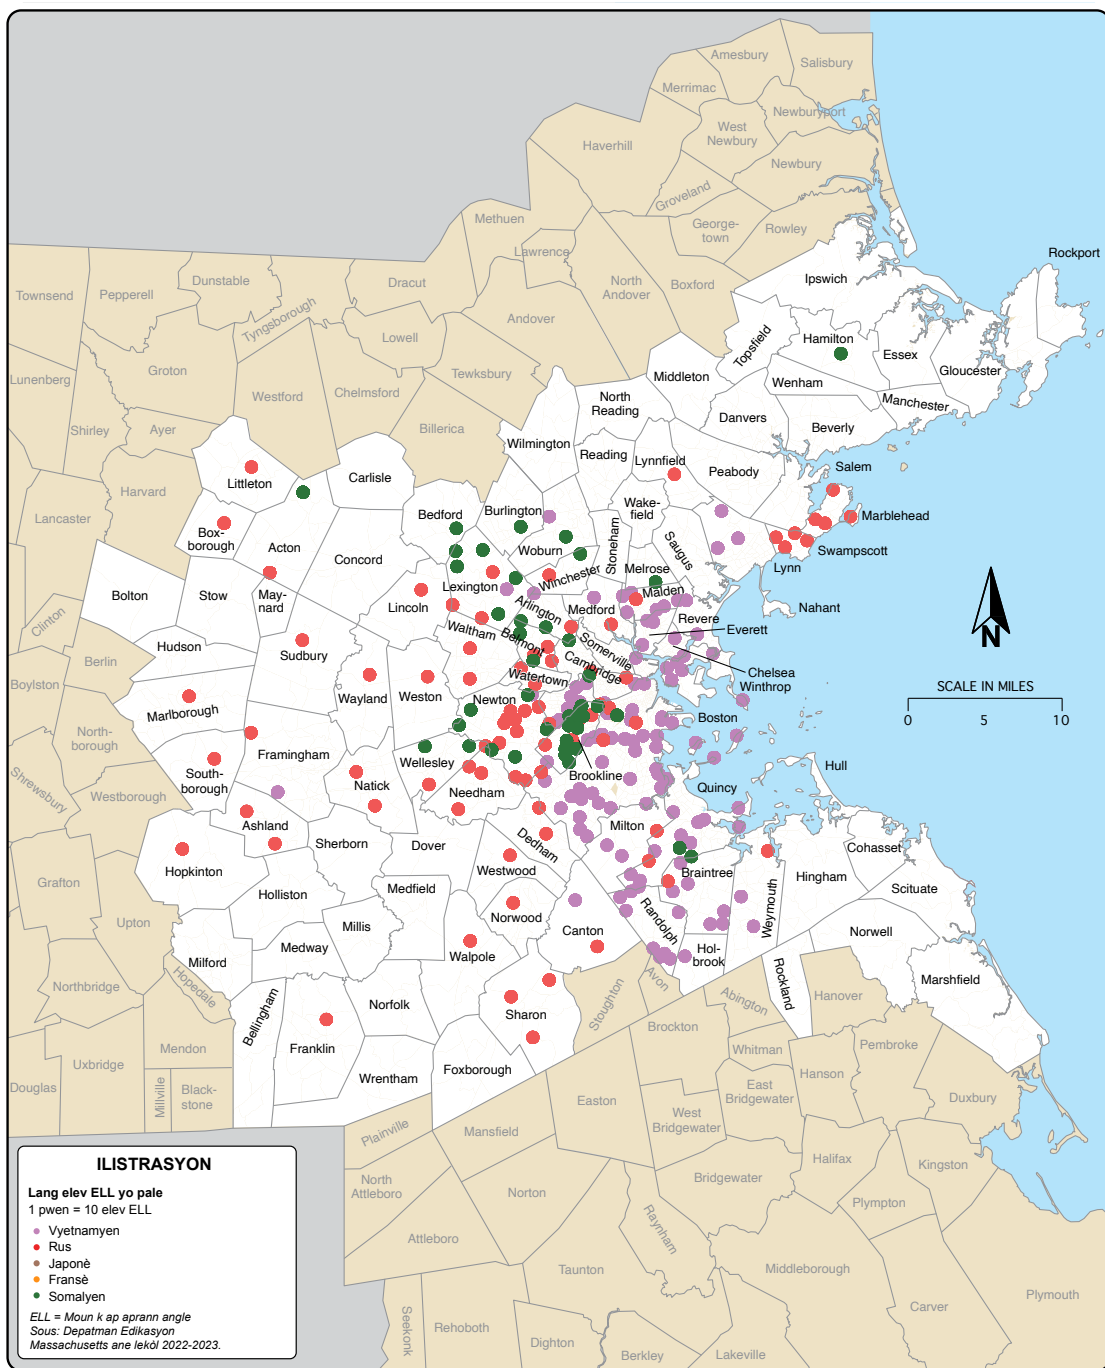 Amesbury
Salisbury
Merrimac
Newburyport
West
Newbury
Haverhill
Newbury
Groveland
Methuen
George-
town
Rowley
Lawrence
Rockport
Dunstable
Dracut
North
Andover
Boxford
Ipswich
Townsend
Pepperell
Tyngsborough
Andover
Lowell
Topsfield
Hamilton
Essex
Groton
Tewksbury
Middleton
Gloucester
Lunenberg
Westford
Chelmsford
Wenham
Manchester
North
Reading
Danvers
Shirley
Ayer
Billerica
Beverly
Wilmington
Reading
Lynnfield
Peabody
Salem
Littleton
Carlisle
Harvard
Wake-
field
Marblehead
Lancaster
Bedford
Burlington
Box-
borough
Acton
Woburn
Stoneham
Saugus
Swampscott
Concord
Winchester
Melrose
Lynn
Lexington
Malden
Bolton
Stow
May-
nard
Lincoln
Arlington
Medford
Nahant
Clinton
Revere
Everett
Hudson
Waltham
Belmont
Somerville
Sudbury
Berlin
Cambridge
Chelsea
Boylston
Watertown
Winthrop
N
SCALE IN MILES
0
5
10
Wayland
Weston
Newton
Marlborough
Boston
North-
borough
Framingham
Wellesley
Hull
Shrewsbury
South-
borough
Brookline
Westborough
Natick
Needham
Quincy
Ashland
Milton
Sherborn
Dover
Dedham
Cohasset
Hopkinton
Westwood
Braintree
Hingham
Grafton
Holliston
Medfield
Weymouth
Scituate
Upton
Millis
Norwood
Randolph
Canton
Norwell
Medway
Walpole
Hol-
brook
Milford
Northbridge
Hopedale
Avon
Rockland
Marshfield
Bellingham
Norfolk
Sharon
Stoughton
Abington
Hanover
Brockton
Franklin
Mendon
Whitman
Pembroke
Uxbridge
Foxborough
Wrentham
Hanson
Douglas
Millville
Black-
stone
East
Bridgewater
Duxbury
Easton
West
Bridgewater
Plainville
Mansfield
Halifax
Kingston
ILISTRASYON
Lang elev ELL yo pale
1 pwen = 10 elev ELL
Vyetnamyen
Rus
Japonè
Fransè
Somalyen
ELL = Moun k ap aprann angle
Sous: Depatman Edikasyon
Massachusetts ane lekòl 2022-2023.
North
Attleboro
Norton
Bridgewater
Plympton
Raynham
Attleboro
Taunton
Middleborough
Plymouth
Carver
Seekonk
Rehoboth
Dighton
Berkley
Lakeville